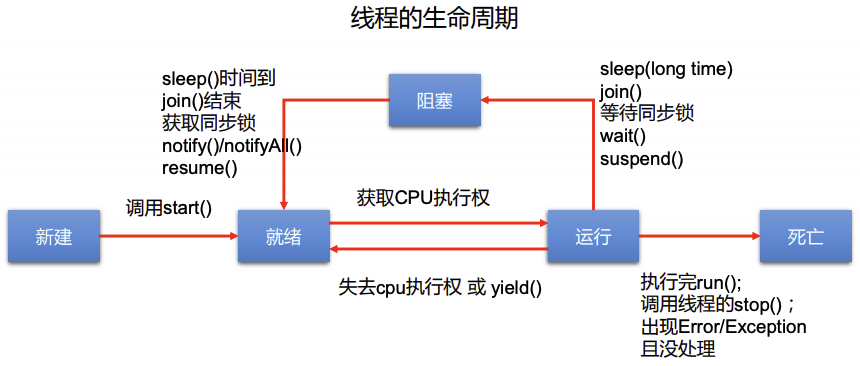 线程的生命周期
sleep()时间到
join()结束
获取同步锁
notify()/notifyAll()
resume()
阻塞
sleep(long time)
join()
等待同步锁
wait()
suspend()
新建
调用start()
就绪
获取CPU执行权
失去cpu执行权 或 yield()
运行
死亡
执行完run();
调用线程的stop()；
出现Error/Exception
且没处理